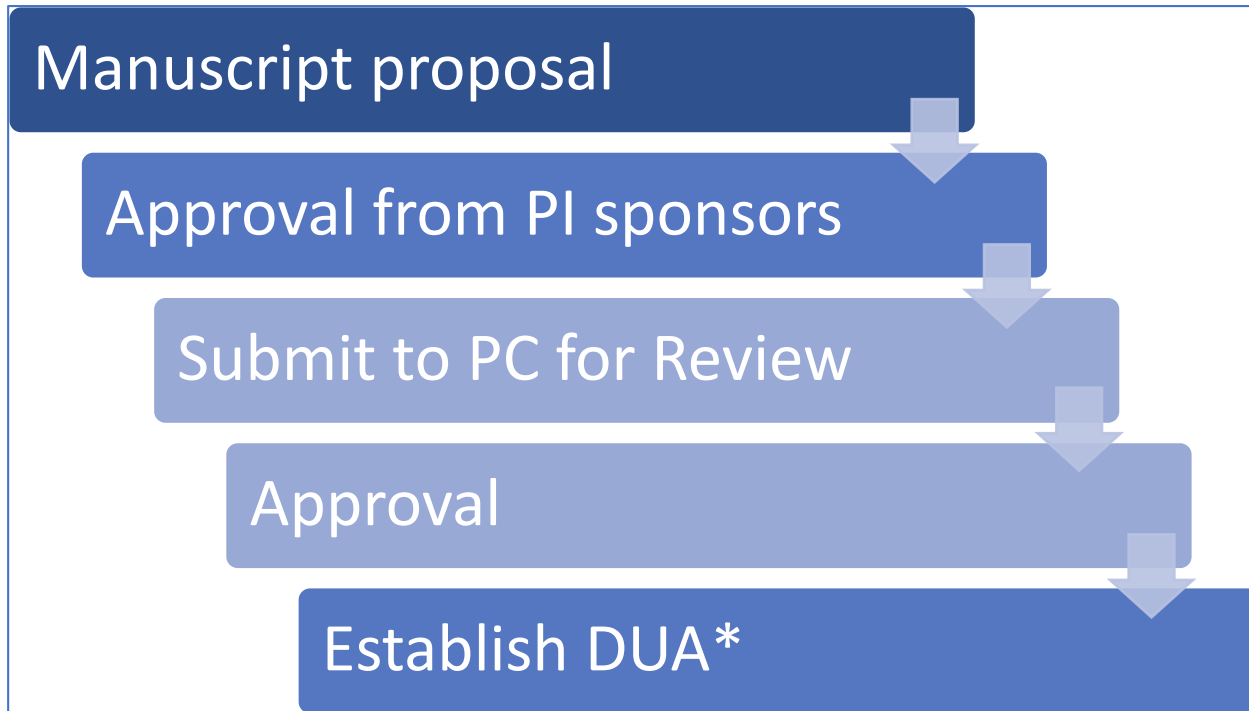 Manuscript proposal
Approval from PI sponsors
Submit to PC for Review
Approval
Establish DUA*